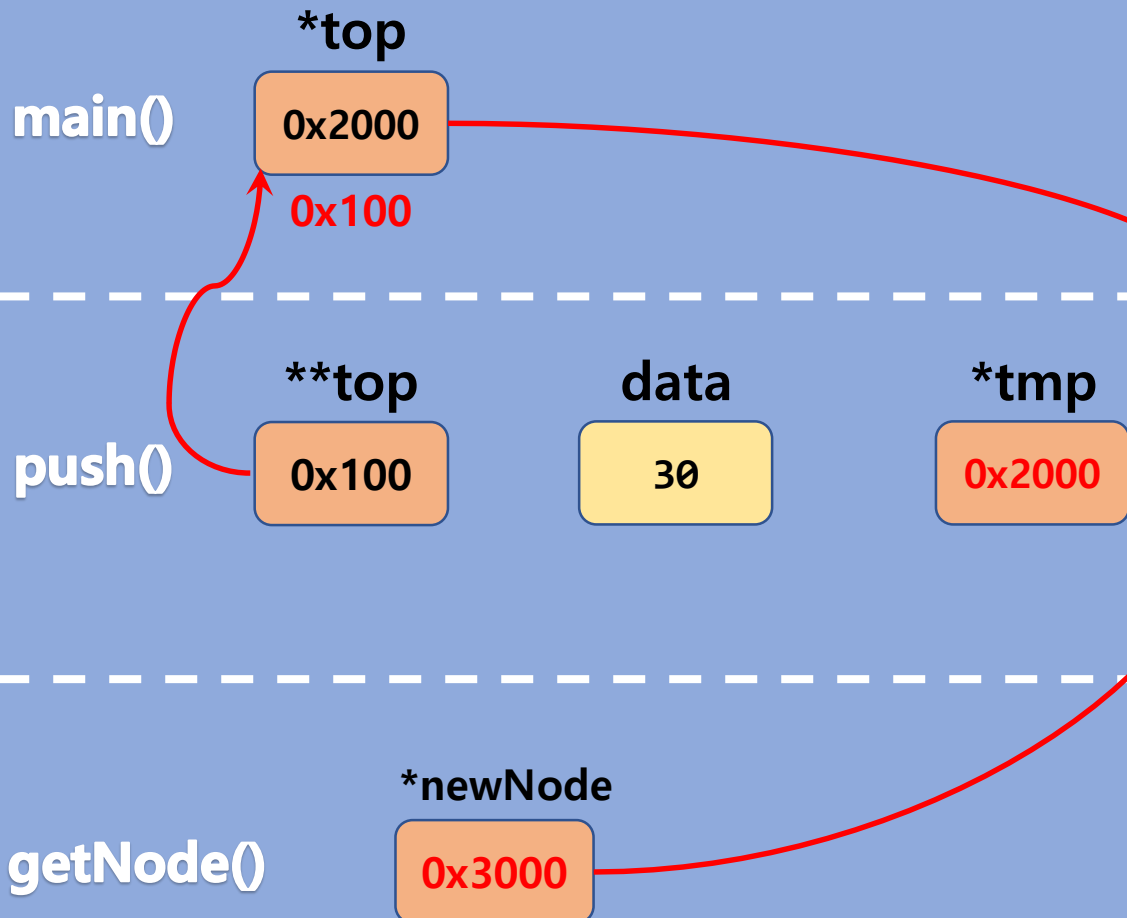 *top
main()
0x2000
0x100
**top
data
*tmp
push()
0x100
30
0x2000
*newNode
getNode()
0x3000